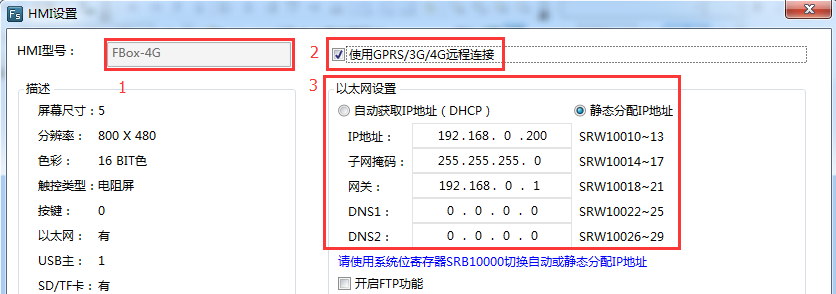 Fs HMI设置
HMI型号： FBox-4G
1
2
使用GPRS/3G/4G远程连接
3
描述
屏幕尺寸：5
分辨率： 800 X 480
色彩： 16 BIT色
触控类型：电阻屏
按键： 0
以太网： 有
USB主： 1
SD/TF卡：有
以太网设置
自动获取IP地址（DHCP） 静态分配IP地址
IP地址： 192.168. 0 .200 SRW10010~13
子网掩码： 255.255.255. 0 SRW10014~17
网关： 192.168. 0 . 1 SRW10018~21
DNS1： 0 . 0 . 0 . 0 SRW10022~25
DNS2： 0 . 0 . 0 . 0 SRW10026~29
请使用系统位寄存器SRB10000切换自动或静态分配IP地址
开启FTP功能